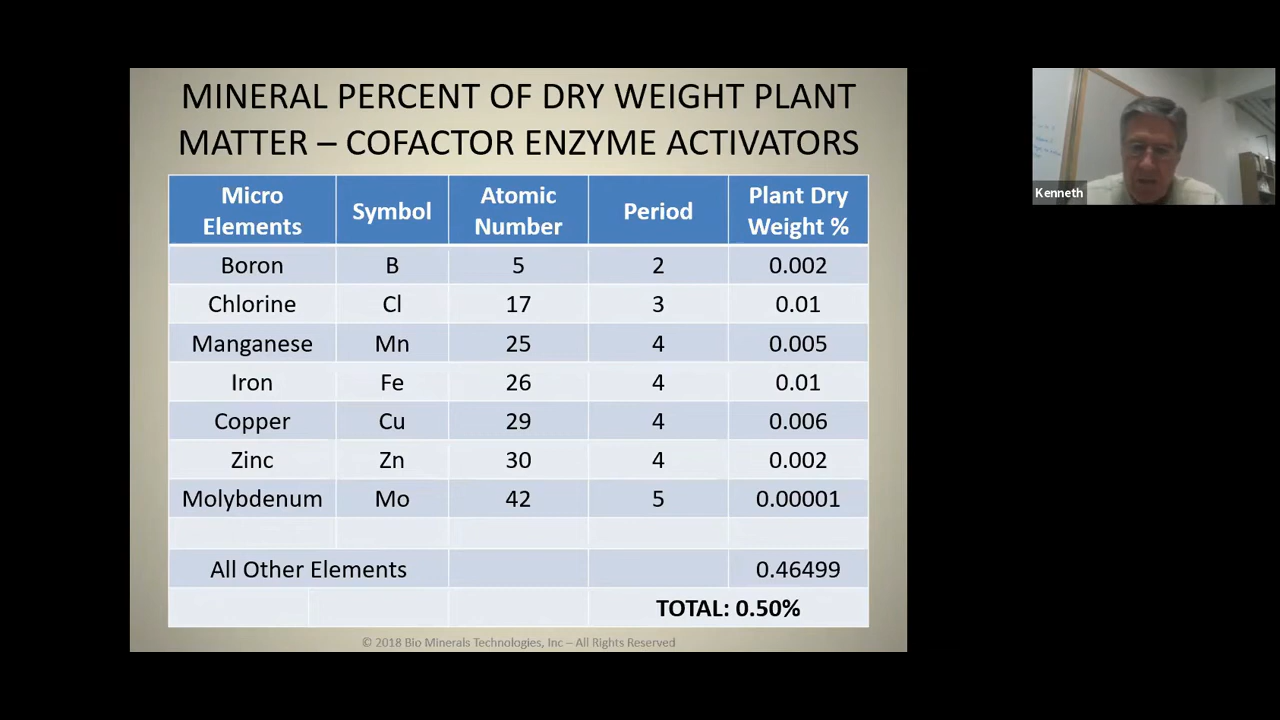 MINERAL PERCENT OF DRY WEIGHT PLANT
MATTER – COFACTOR ENZYME ACTIVATORS
Micro Elements Symbol Atomic Number Period Plant Dry Weight %
Boron B 5 2 0.002
Chlorine Cl 17 3 0.01
Manganese Mn 25 4 0.005
Iron Fe 26 4 0.01
Copper Cu 29 4 0.006
Zinc Zn 30 4 0.002
Molybdenum Mo 42 5 0.00001
All Other Elements 0.46499
TOTAL: 0.50%
© 2018 Bio Minerals Technologies, Inc – All Rights Reserved
Kenneth